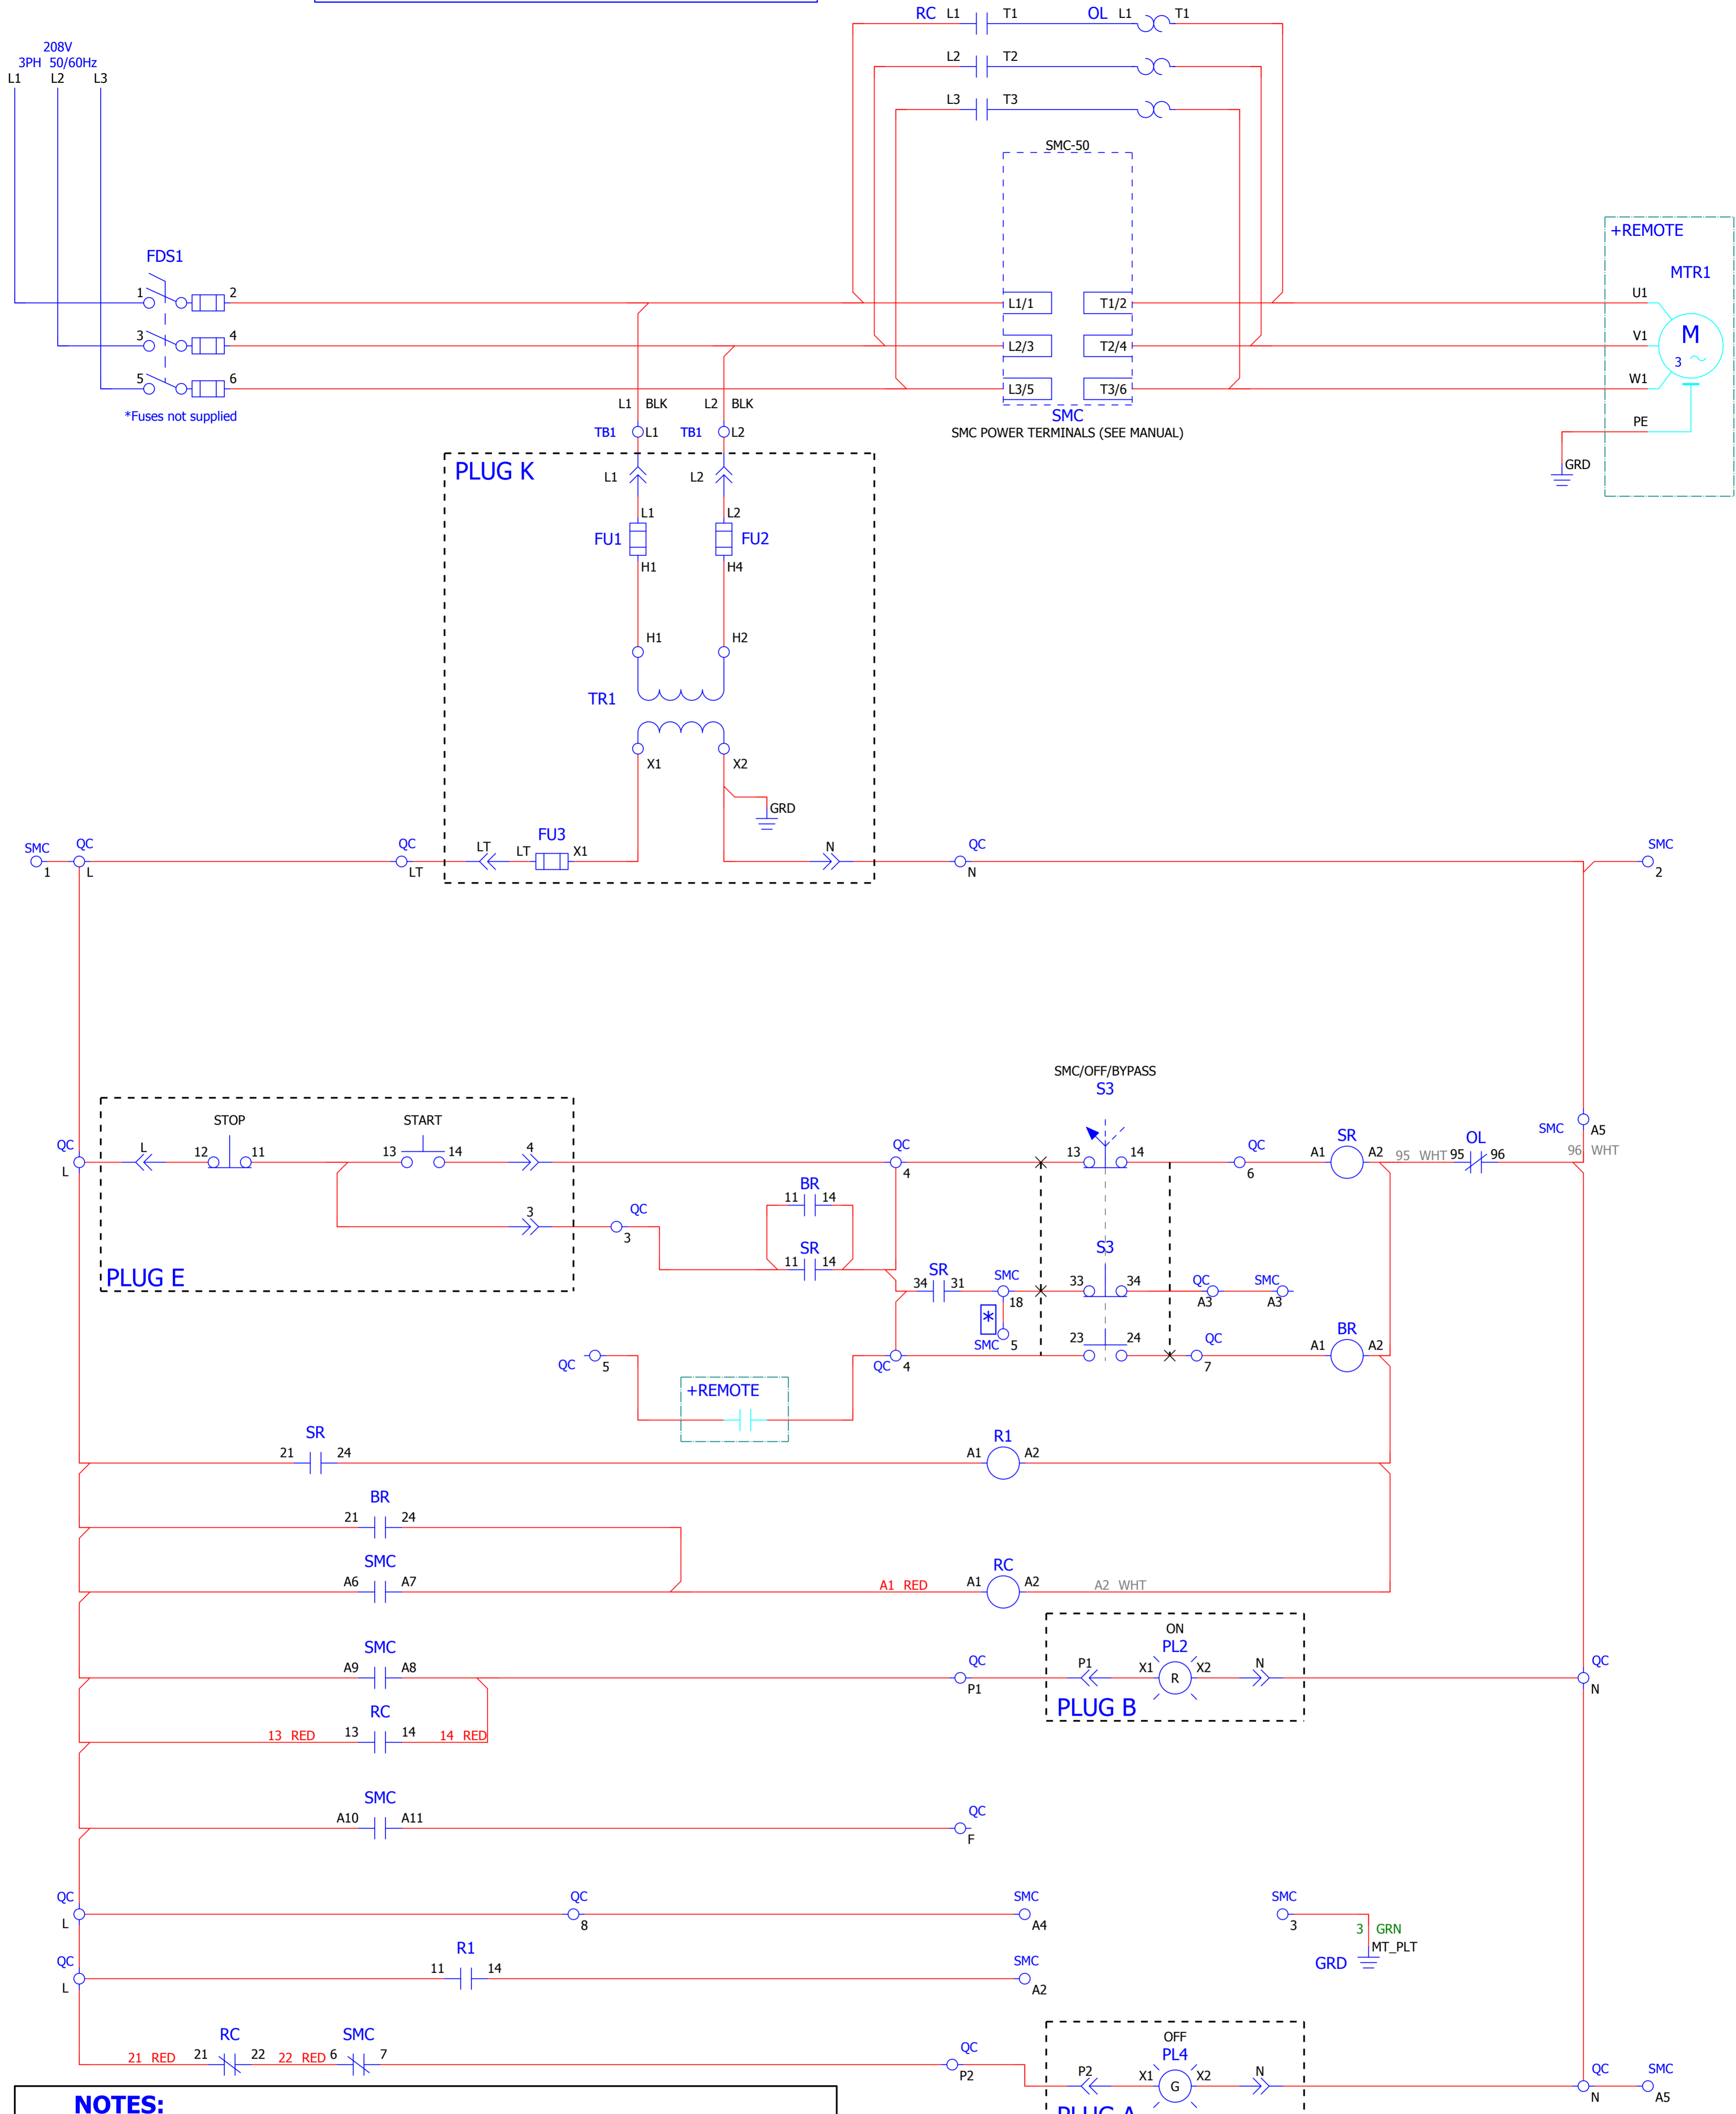 RC L1 T1 OL L1 T1
208V
3PH 50/60Hz
L1 L2 L3
L2 T2
L3 T3
SMC-50
+REMOTE
FDS1
MTR1
1 2 L1/1 T1/2 U1
3 4 L2/3 T2/4 V1
M
3
5 6 L3/5 T3/6 W1
*Fuses not supplied
L1 BLK L2 BLK
SMC
PE
TB1 L1 TB1 L2
SMC POWER TERMINALS (SEE MANUAL)
GRD
PLUG K
L1 L2
L1 L2
FU1 FU2
H1 H4
H1 H2
TR1
X1 X2
GRD
SMC QC QC FU3 QC SMC
LT LT X1 N
1 L LT N 2
SMC/OFF/BYPASS
S3
STOP START
SMC A5
QC L 12 11 13 14 4 QC 13 14 QC SR A1 A2 95 WHT 95 OL 96 96 WHT
L 4 6
BR
11 14
3 QC
3
SR
11 14
S3
PLUG E
SR
34 31 SMC 33 34 QC SMC
18 A3 A3
*
SMC 5 23 24 QC BR
A1 A2
QC 5 QC 4 7
+REMOTE
SR R1
21 24 A1 A2
BR
21 24
SMC RC
A6 A7 A1 RED A1 A2 A2 WHT
ON
SMC PL2
A9 A8 QC P1 X1 R X2 N QC
P1 N
RC PLUG B
13 RED 13 14 14 RED
SMC
A10 A11 QC
F
QC QC SMC SMC
L 8 A4 3
3 GRN
MT_PLT
GRD
QC R1 SMC
11 14
L A2
OFF
RC SMC PL4
21 RED 21 22 22 RED 6 7 QC
P2 P2 X1 G X2 N QC SMC
N A5
NOTES:
PLUG A